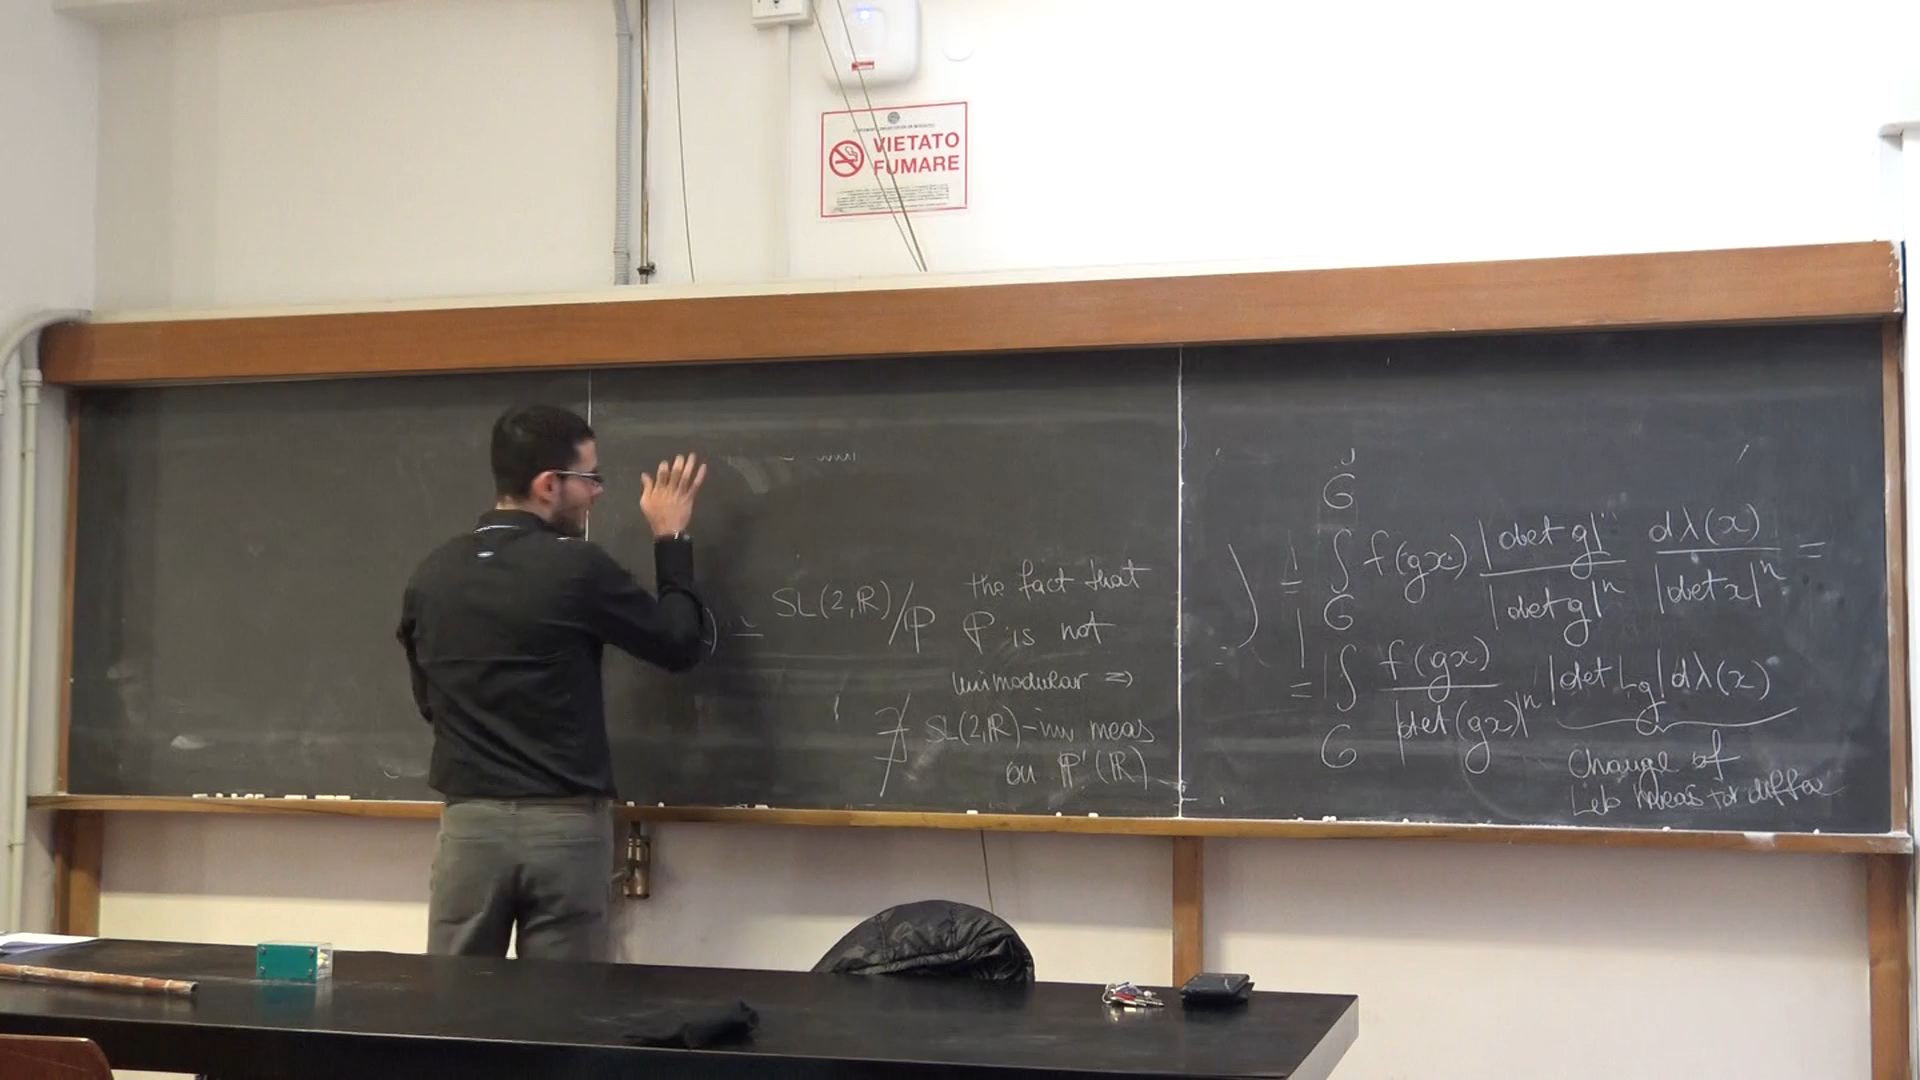 VIETATO
FUMARE
) ≃ SL(2,ℝ)/ℙ
the fact that
ℙ is not
unimodular ⇒
∄ SL(2,ℝ)-inv meas
on ℙ¹(ℝ)
G
= ∫ f(gx) |det g|ⁿ / |det g|ⁿ dλ(x) / |det x|ⁿ =
G
= ∫ f(gx) / |det(gx)|ⁿ |det Lg| dλ(x)
G
Change of
Leb meas for diffeo